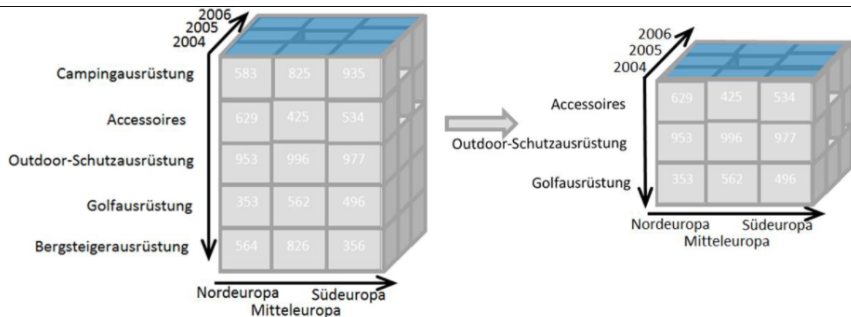 2006
2005
2004
Campingausrüstung 583 825 935
Accessoires 629 425 534
Outdoor-Schutzausrüstung 953 996 977
Golfausrüstung 353 562 496
Bergsteigerausrüstung 564 826 356
Nordeuropa Südeuropa
Mitteleuropa
2006
2005
2004
Accessoires 629 425 534
Outdoor-Schutzausrüstung 953 996 977
Golfausrüstung 353 562 496
Nordeuropa Südeuropa
Mitteleuropa